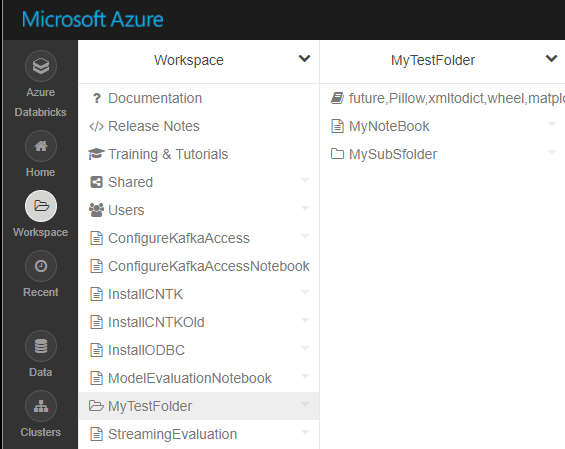 Microsoft Azure
Azure
Databricks
Home
Workspace
Recent
Data
Clusters
Workspace
? Documentation
</> Release Notes
Training & Tutorials
Shared
Users
ConfigureKafkaAccess
ConfigureKafkaAccessNotebook
InstallCNTK
InstallCNTKOld
InstallODBC
ModelEvaluationNotebook
MyTestFolder
StreamingEvaluation
MyTestFolder
future,Pillow,xmltodict,wheel,matplo
MyNoteBook
MySubSfolder